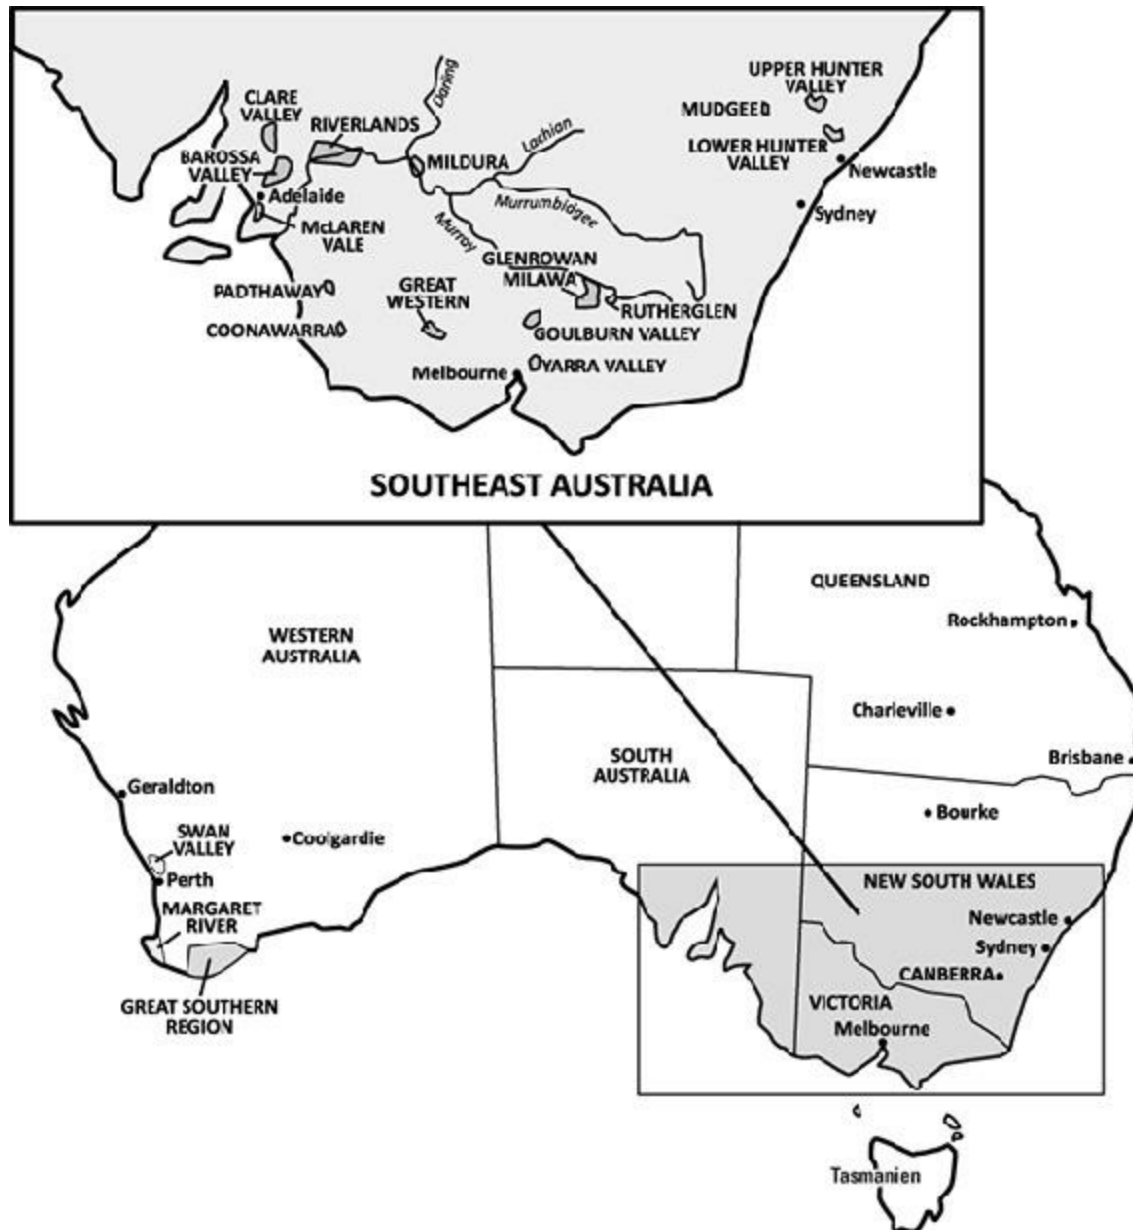 UPPER HUNTER
VALLEY
MUDGEE
LOWER HUNTER
VALLEY
Newcastle
Sydney
Darling
Lachlan
CLARE
VALLEY
RIVERLANDS
BAROSSA
VALLEY
MILDURA
Adelaide
McLAREN
VALE
Murrumbidgee
Murray
GLENROWAN
MILAWA
RUTHERGLEN
PADTHAWAY
GREAT
WESTERN
COONAWARRA
GOULBURN VALLEY
Melbourne
YARRA VALLEY
SOUTHEAST AUSTRALIA
QUEENSLAND
Rockhampton
WESTERN
AUSTRALIA
Charleville
SOUTH
AUSTRALIA
Brisbane
Geraldton
Bourke
SWAN
VALLEY
Coolgardie
Perth
NEW SOUTH WALES
MARGARET
RIVER
Newcastle
Sydney
CANBERRA
GREAT SOUTHERN
REGION
VICTORIA
Melbourne
Tasmanien